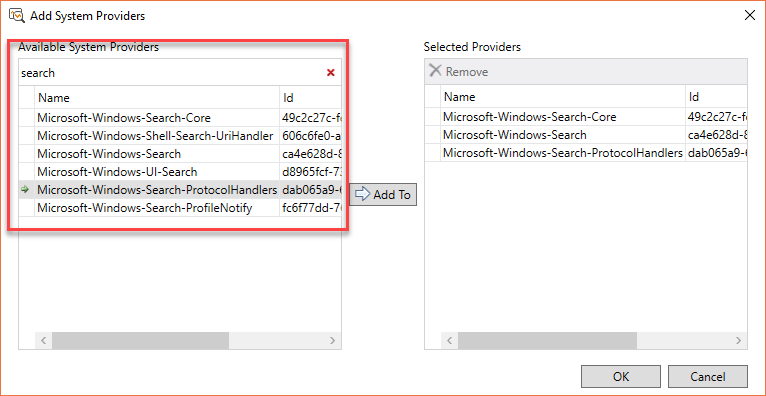 Add System Providers
Available System Providers
search
Name Id
Microsoft-Windows-Search-Core 49c2c27c-f
Microsoft-Windows-Shell-Search-UriHandler 606c6fe0-a
Microsoft-Windows-Search ca4e628d-8
Microsoft-Windows-UI-Search d8965fcf-7
Microsoft-Windows-Search-ProtocolHandlers dab065a9-6
Microsoft-Windows-Search-ProfileNotify fc6f77dd-7
Add To
Selected Providers
Remove
Name Id
Microsoft-Windows-Search-Core 49c2c27c-f
Microsoft-Windows-Search ca4e628d-8
Microsoft-Windows-Search-ProtocolHandlers dab065a9-6
OK Cancel